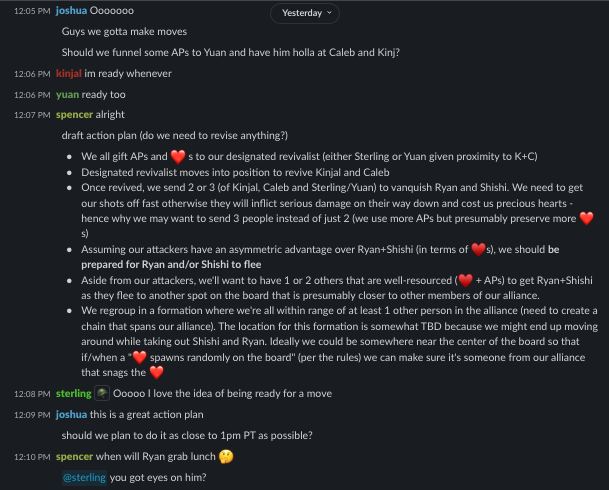 Yesterday
12:05 PM joshua Ooooooo
Guys we gotta make moves
Should we funnel some APs to Yuan and have him holla at Caleb and Kinj?
12:06 PM kinjal im ready whenever
12:06 PM yuan ready too
12:07 PM spencer alright
draft action plan (do we need to revise anything?)
• We all gift APs and ❤️ s to our designated revivalist (either Sterling or Yuan given proximity to K+C)
• Designated revivalist moves into position to revive Kinjal and Caleb
• Once revived, we send 2 or 3 (of Kinjal, Caleb and Sterling/Yuan) to vanquish Ryan and Shishi. We need to get
our shots off fast otherwise they will inflict serious damage on their way down and cost us precious hearts -
hence why we may want to send 3 people instead of just 2 (we use more APs but presumably preserve more ❤️
s)
• Assuming our attackers have an asymmetric advantage over Ryan+Shishi (in terms of ❤️s), we should be
prepared for Ryan and/or Shishi to flee
• Aside from our attackers, we'll want to have 1 or 2 others that are well-resourced (❤️ + APs) to get Ryan+Shishi
as they flee to another spot on the board that is presumably closer to other members of our alliance.
• We regroup in a formation where we're all within range of at least 1 other person in the alliance (need to create a
chain that spans our alliance). The location for this formation is somewhat TBD because we might end up moving
around while taking out Shishi and Ryan. Ideally we could be somewhere near the center of the board so that
if/when a "❤️ spawns randomly on the board" (per the rules) we can make sure it's someone from our alliance
that snags the ❤️
12:08 PM sterling Ooooo I love the idea of being ready for a move
12:09 PM joshua this is a great action plan
should we plan to do it as close to 1pm PT as possible?
12:10 PM spencer when will Ryan grab lunch 🤔
@sterling you got eyes on him?